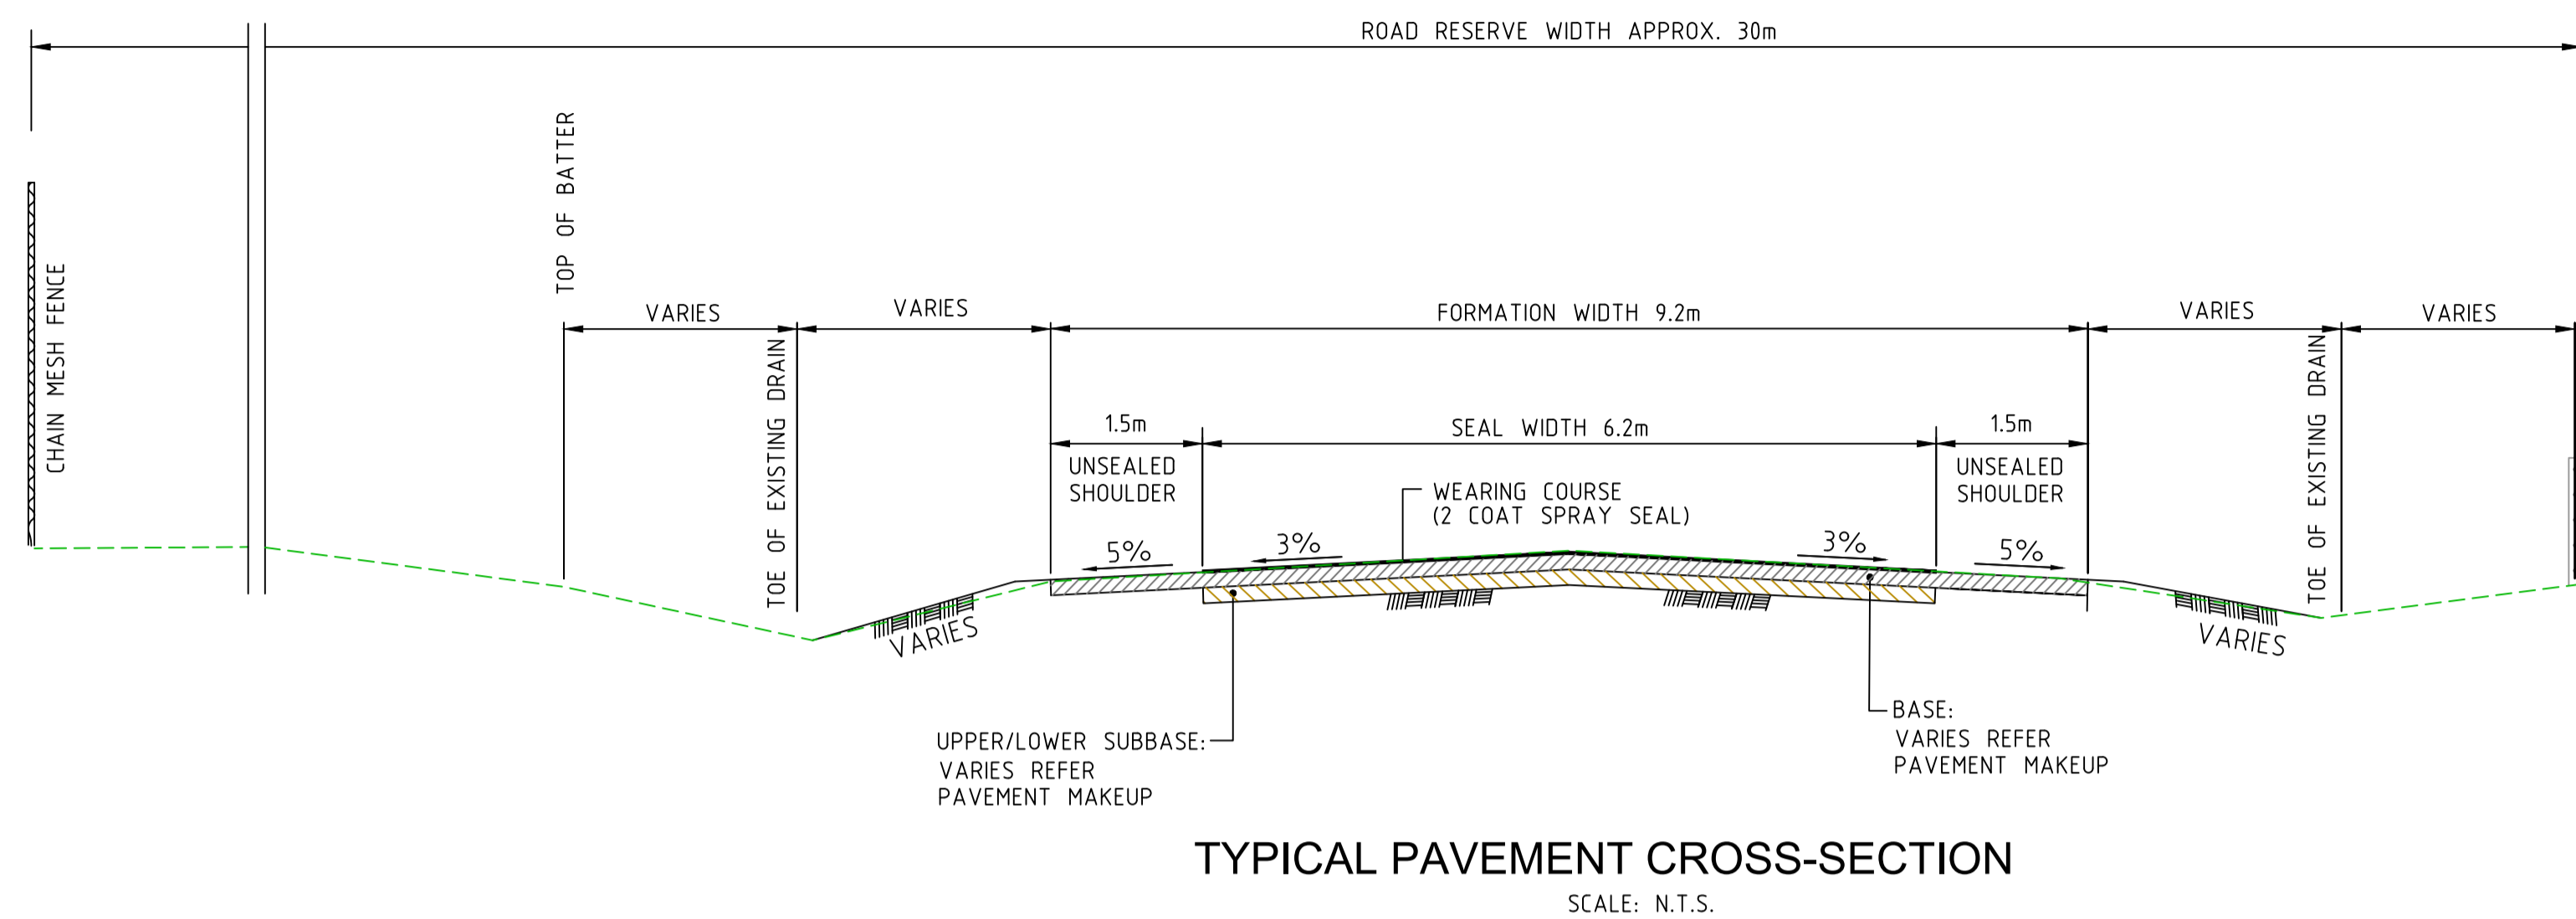 ROAD RESERVE WIDTH APPROX. 30m
TOP OF BATTER
CHAIN MESH FENCE
VARIES
VARIES
FORMATION WIDTH 9.2m
VARIES
VARIES
TOE OF EXISTING DRAIN
TOE OF EXISTING DRAIN
1.5m
SEAL WIDTH 6.2m
1.5m
UNSEALED
SHOULDER
WEARING COURSE
(2 COAT SPRAY SEAL)
UNSEALED
SHOULDER
5%
3%
3%
5%
VARIES
VARIES
UPPER/LOWER SUBBASE:
VARIES REFER
PAVEMENT MAKEUP
BASE:
VARIES REFER
PAVEMENT MAKEUP
TYPICAL PAVEMENT CROSS-SECTION
SCALE: N.T.S.